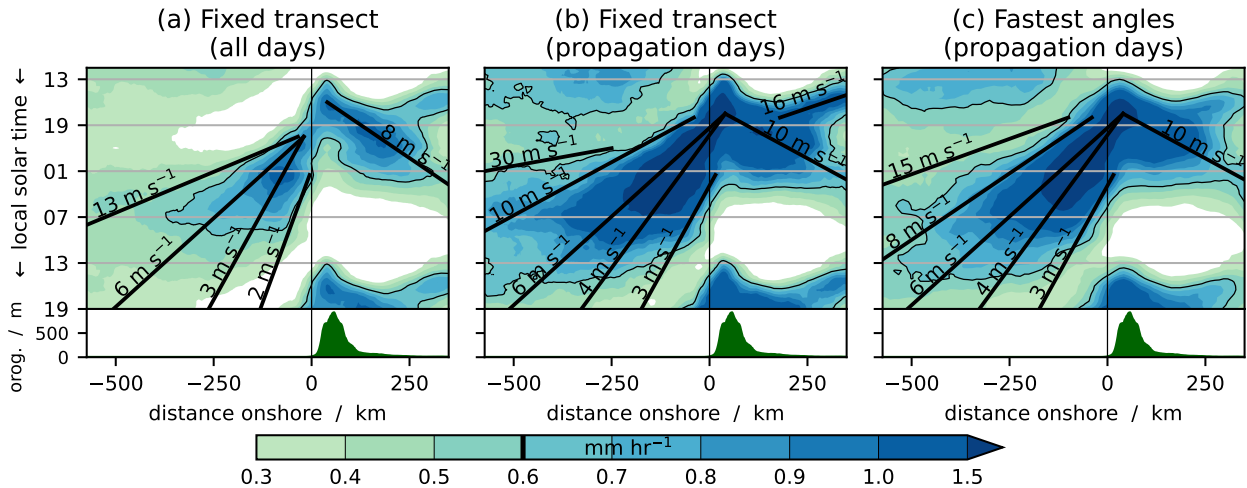 (a) Fixed transect
(all days)
(b) Fixed transect
(propagation days)
(c) Fastest angles
(propagation days)
← local solar time ←
13
19
01
07
13
19
13 m s⁻¹
6 m s⁻¹
3 m s⁻¹
2 m s⁻¹
8 m s⁻¹
30 m s⁻¹
10 m s⁻¹
6 m s⁻¹
4 m s⁻¹
3 m s⁻¹
16 m s⁻¹
10 m s⁻¹
15 m s⁻¹
8 m s⁻¹
6 m s⁻¹
4 m s⁻¹
3 m s⁻¹
10 m s⁻¹
orog. / m
500
0
−500 −250 0 250
−500 −250 0 250
−500 −250 0 250
distance onshore / km
distance onshore / km
distance onshore / km
mm hr⁻¹
0.3 0.4 0.5 0.6 0.7 0.8 0.9 1.0 1.5